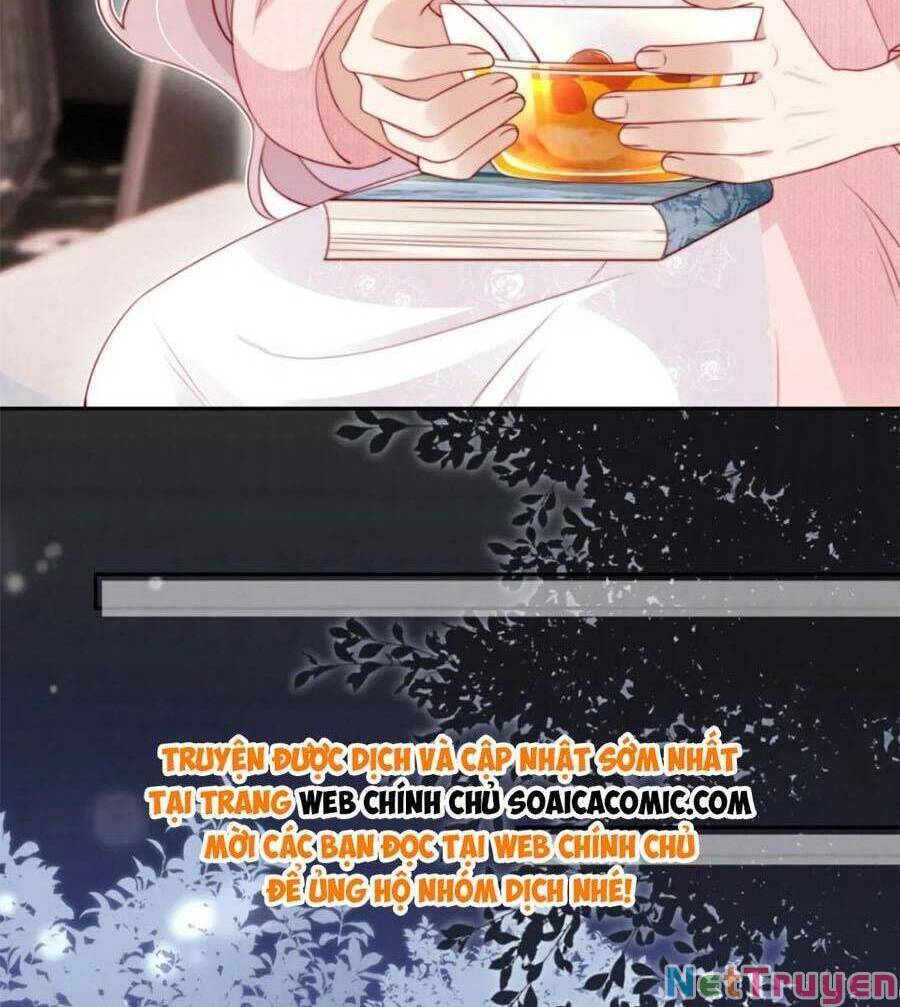 TRUYỆN ĐƯỢC DỊCH VÀ CẬP NHẬT SỚM NHẤT
TẠI TRANG WEB CHÍNH CHỦ SOAICACOMIC.COM
MỜI CÁC BẠN ĐỌC TẠI WEB CHÍNH CHỦ
ĐỂ ỦNG HỘ NHÓM DỊCH NHÉ!
NetTruyen